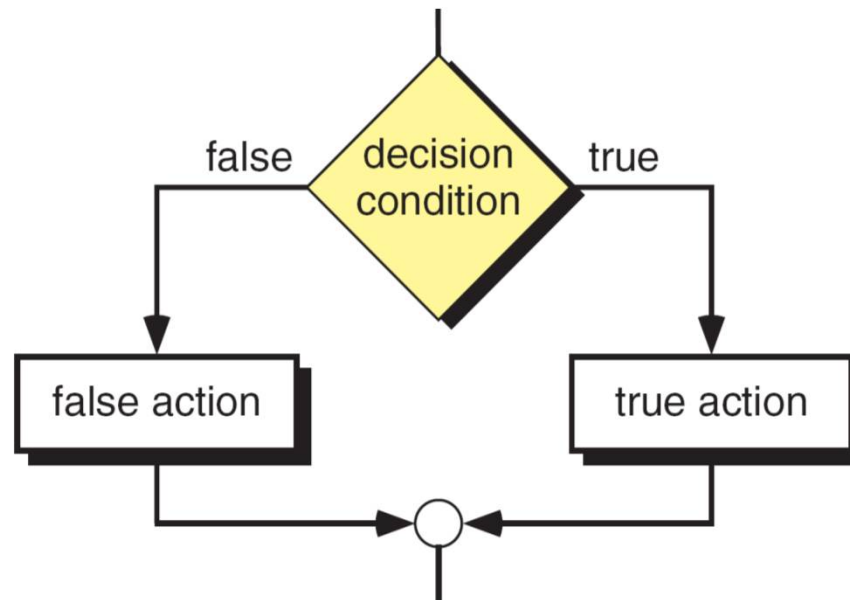 false
decision
condition
true
false action
true action